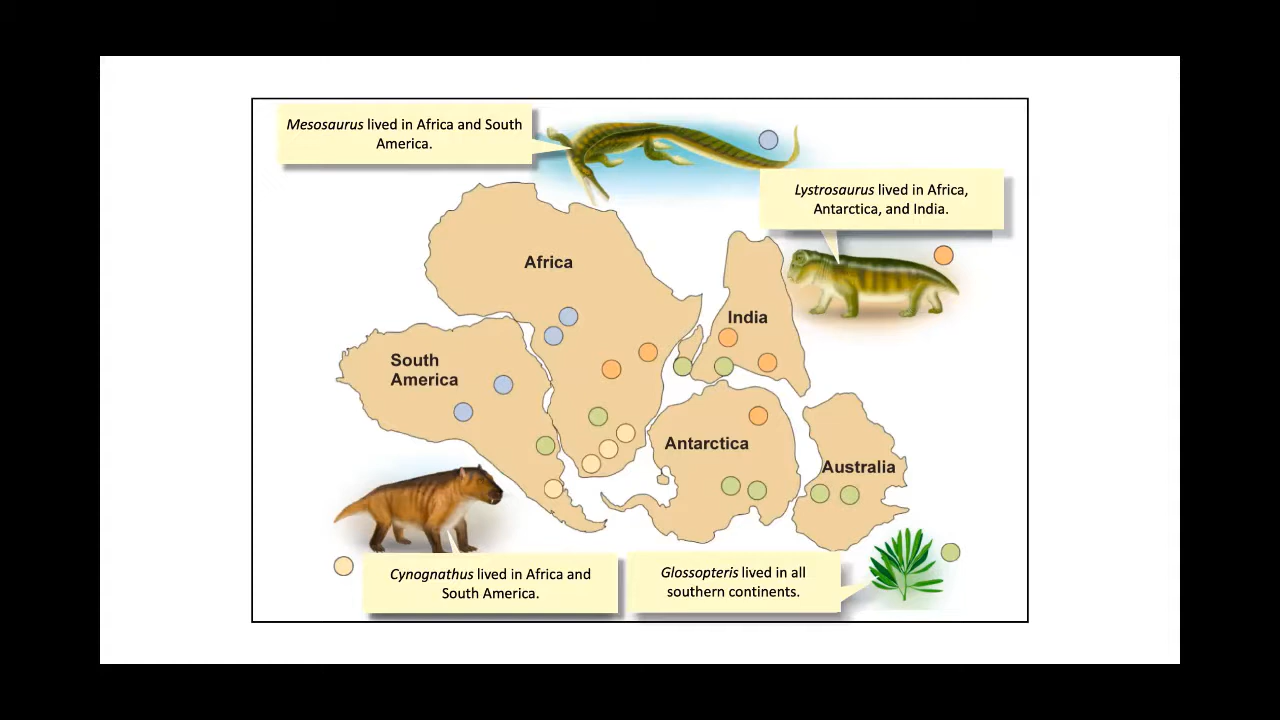 Mesosaurus lived in Africa and South
America.
Lystrosaurus lived in Africa,
Antarctica, and India.
Africa
India
South
America
Antarctica
Australia
Cynognathus lived in Africa and
South America.
Glossopteris lived in all
southern continents.